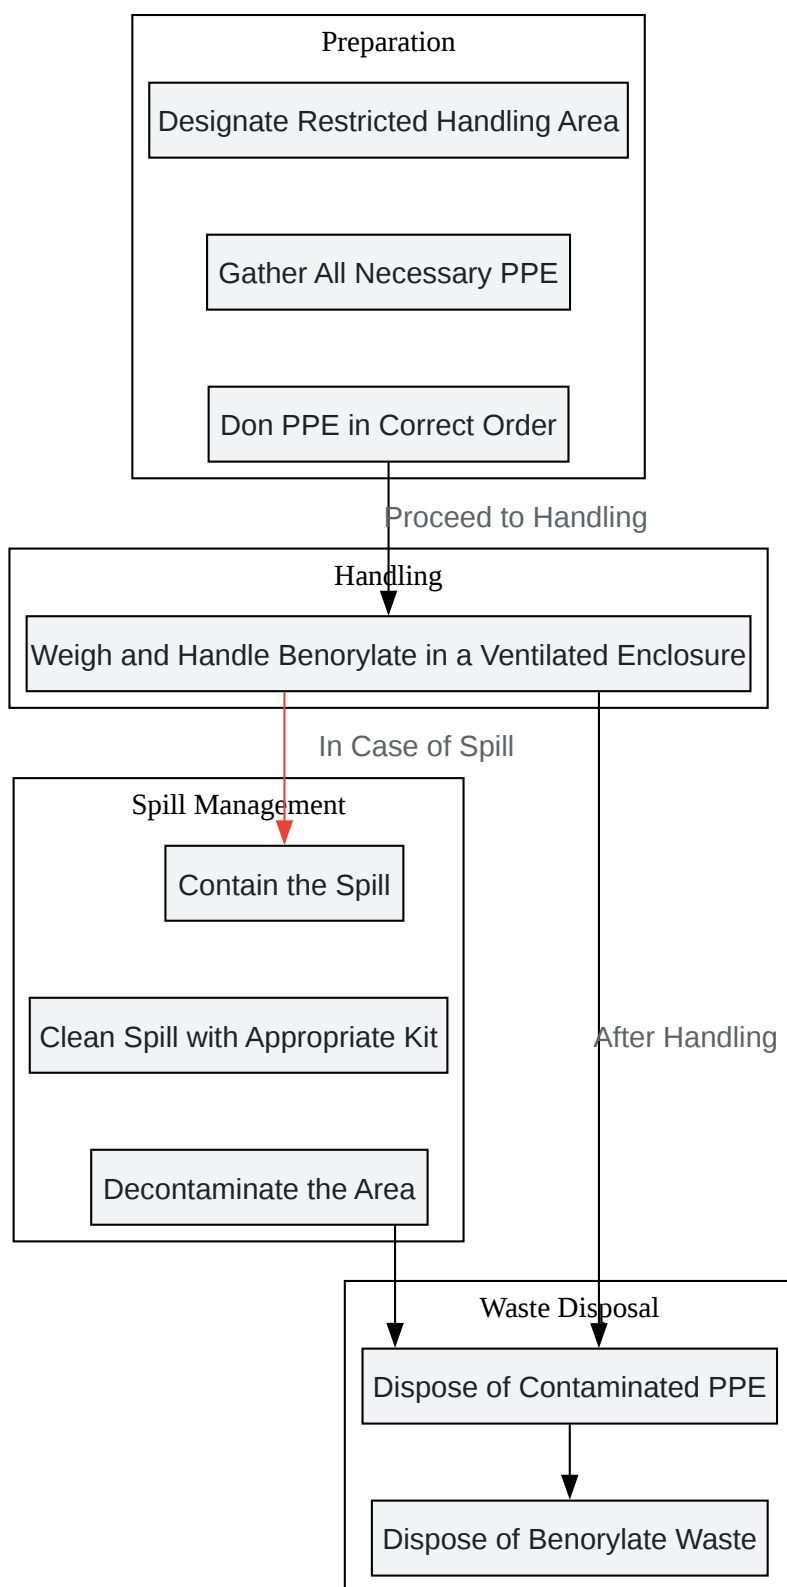 Preparation
Designate Restricted Handling Area
Gather All Necessary PPE
Don PPE in Correct Order
Proceed to Handling
Handling
Weigh and Handle Benorylate in a Ventilated Enclosure
In Case of Spill
Spill Management
Contain the Spill
Clean Spill with Appropriate Kit
After Handling
Decontaminate the Area
Waste Disposal
Dispose of Contaminated PPE
Dispose of Benorylate Waste